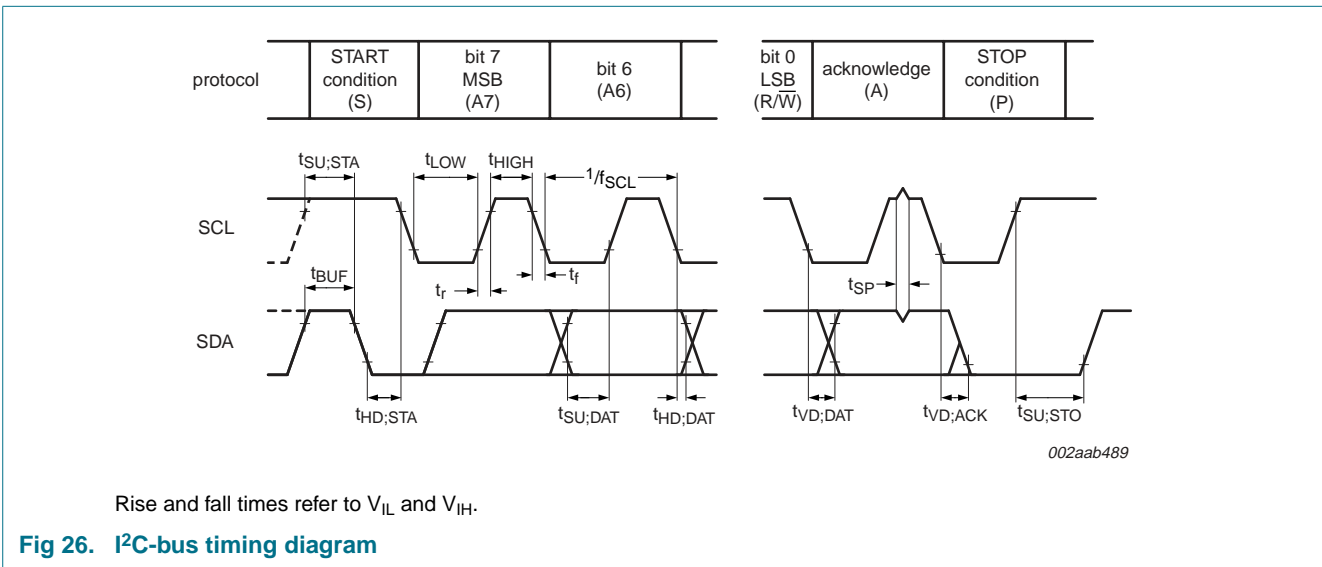 protocol
START
condition
(S)
bit 7
MSB
(A7)
bit 6
(A6)
bit 0
LSB
(R/W̅)
acknowledge
(A)
STOP
condition
(P)
tSU;STA
tLOW
tHIGH
1/fSCL
SCL
tBUF
tr
tf
tSP
SDA
tHD;STA
tSU;DAT
tHD;DAT
tVD;DAT
tVD;ACK
tSU;STO
002aab489
Rise and fall times refer to VIL and VIH.
Fig 26. I²C-bus timing diagram